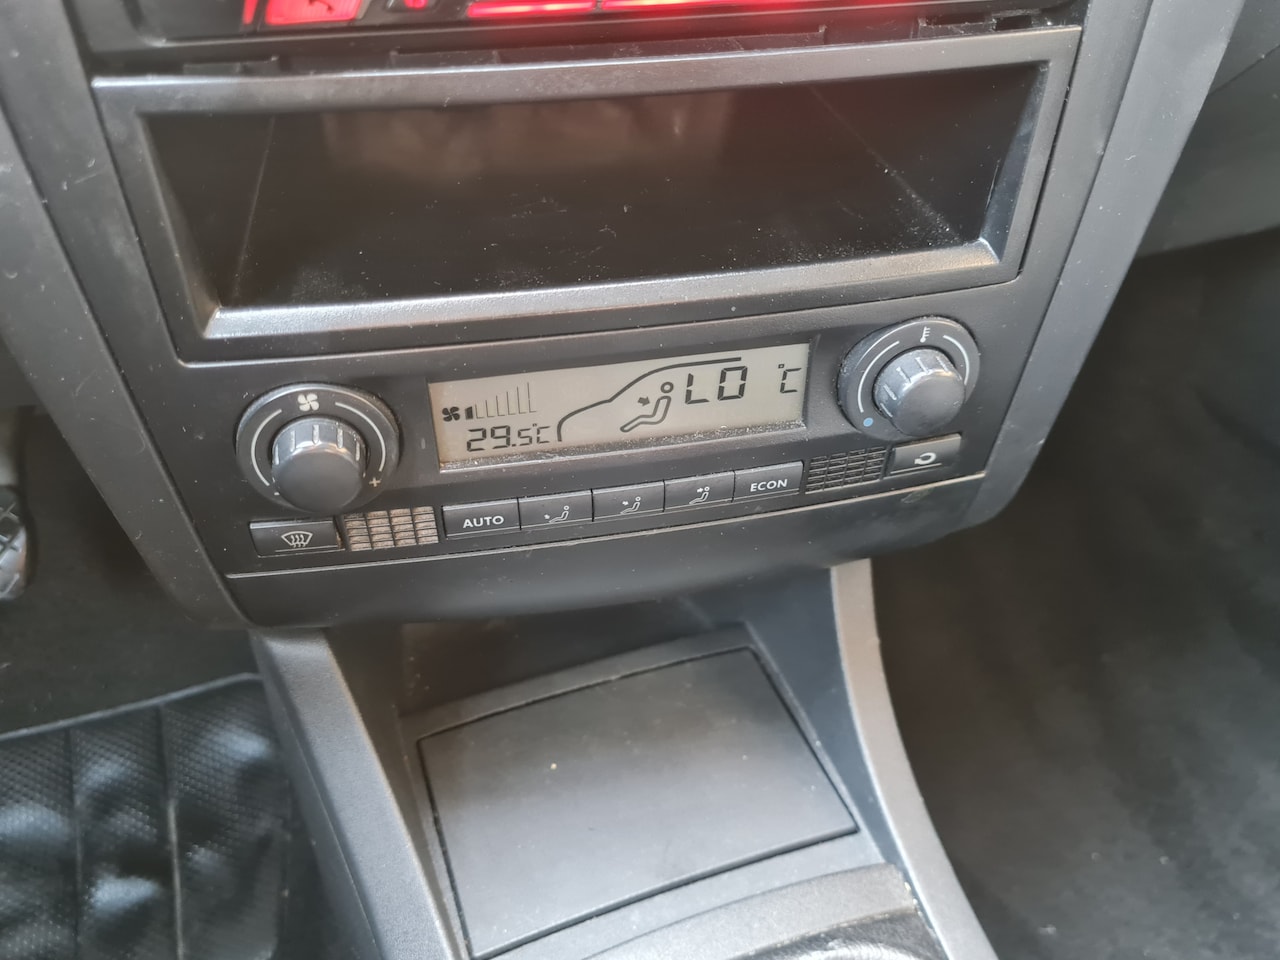 LO °C
29.5°C
- +
AUTO ECON